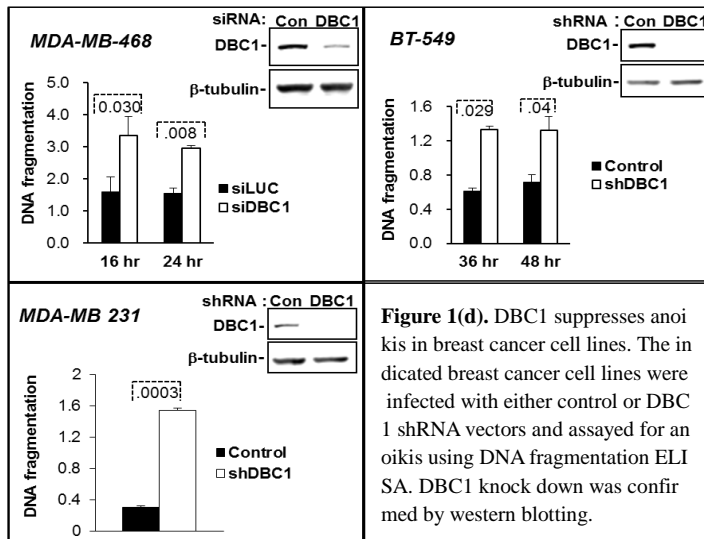 MDA-MB-468
siRNA: Con DBC1
DBC1-
β-tubulin-
DNA fragmentation
5.0
4.0
3.0
2.0
1.0
0.0
0.030
.008
siLUC
siDBC1
16 hr 24 hr
BT-549
shRNA : Con DBC1
DBC1-
β-tubulin-
DNA fragmentation
1.6
1.2
0.8
0.4
0.0
.029
.04
Control
shDBC1
36 hr 48 hr
MDA-MB 231
shRNA : Con DBC1
DBC1-
β-tubulin-
DNA fragmentation
2
1.6
1.2
0.8
0.4
0
.0003
Control
shDBC1
Figure 1(d). DBC1 suppresses anoi
kis in breast cancer cell lines. The in
dicated breast cancer cell lines were
infected with either control or DBC
1 shRNA vectors and assayed for an
oikis using DNA fragmentation ELI
SA. DBC1 knock down was confir
med by western blotting.